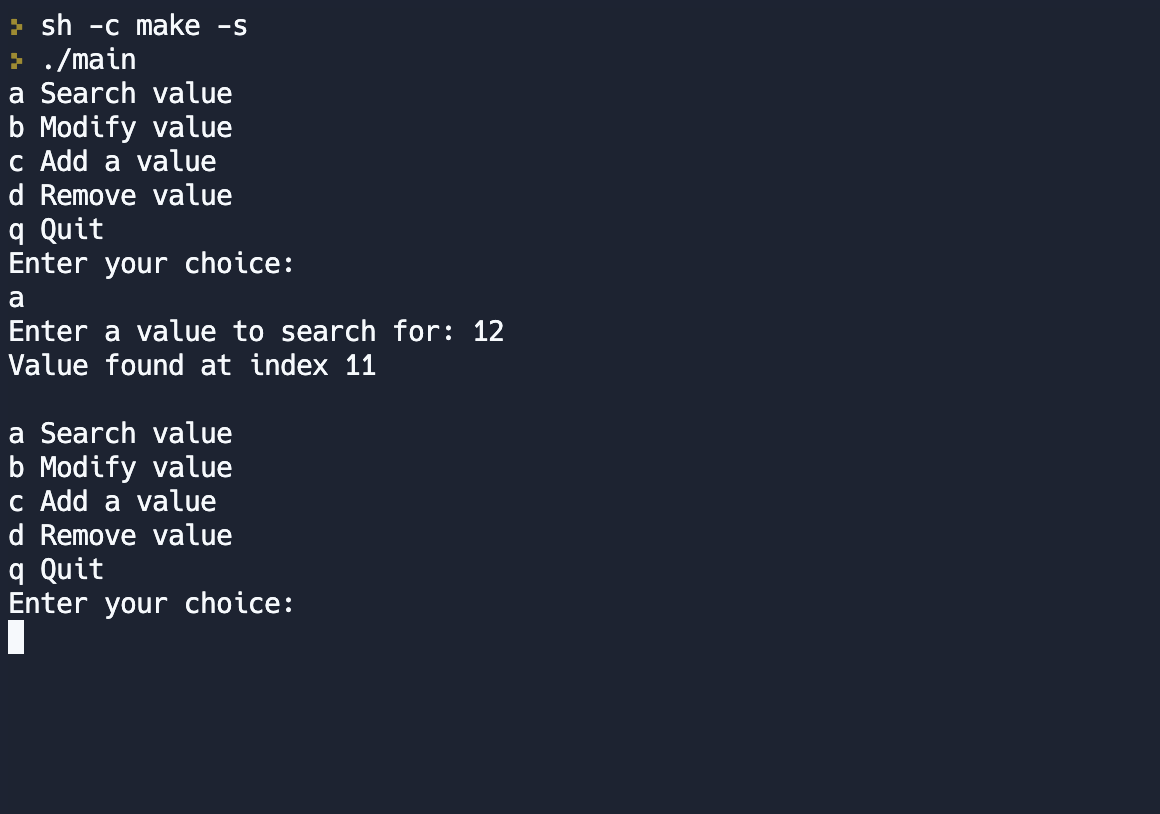 sh -c make -s
./main
a Search value
b Modify value
c Add a value
d Remove value
q Quit
Enter your choice:
a
Enter a value to search for: 12
Value found at index 11
a Search value
b Modify value
c Add a value
d Remove value
q Quit
Enter your choice: